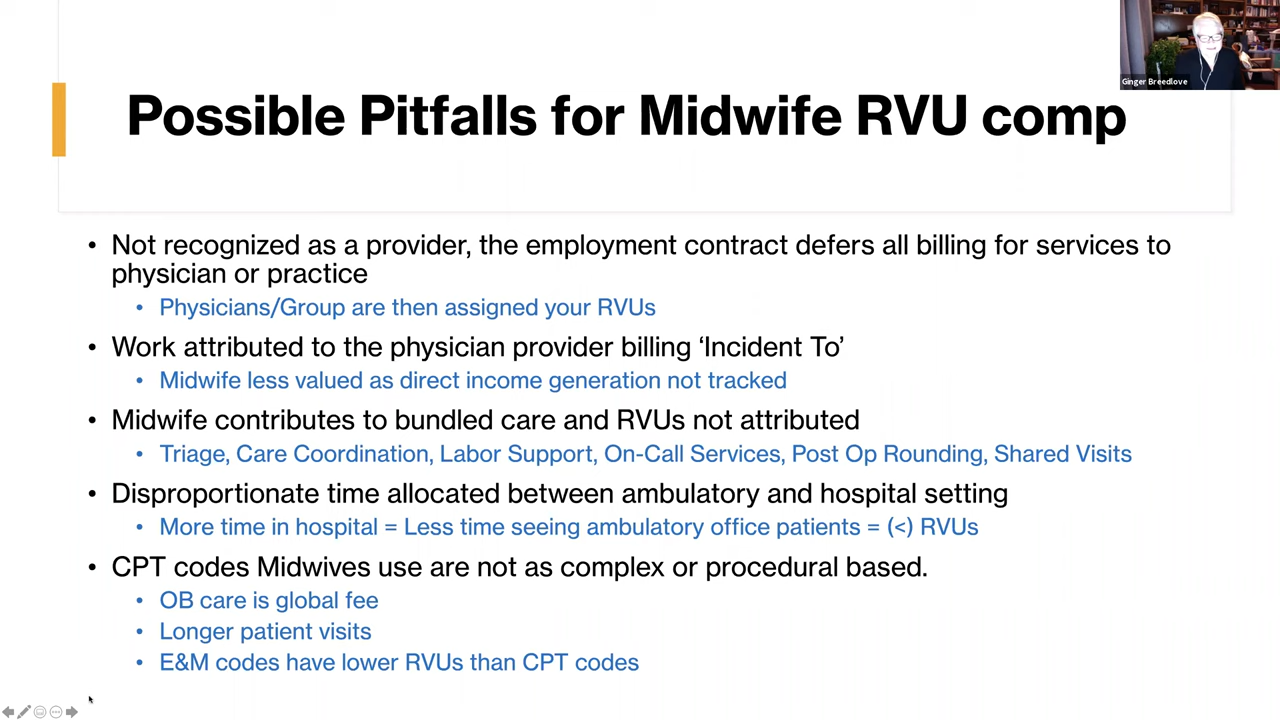 Ginger Breedlove
Possible Pitfalls for Midwife RVU comp
• Not recognized as a provider, the employment contract defers all billing for services to
physician or practice
• Physicians/Group are then assigned your RVUs
• Work attributed to the physician provider billing ‘Incident To’
• Midwife less valued as direct income generation not tracked
• Midwife contributes to bundled care and RVUs not attributed
• Triage, Care Coordination, Labor Support, On-Call Services, Post Op Rounding, Shared Visits
• Disproportionate time allocated between ambulatory and hospital setting
• More time in hospital = Less time seeing ambulatory office patients = (<) RVUs
• CPT codes Midwives use are not as complex or procedural based.
• OB care is global fee
• Longer patient visits
• E&M codes have lower RVUs than CPT codes